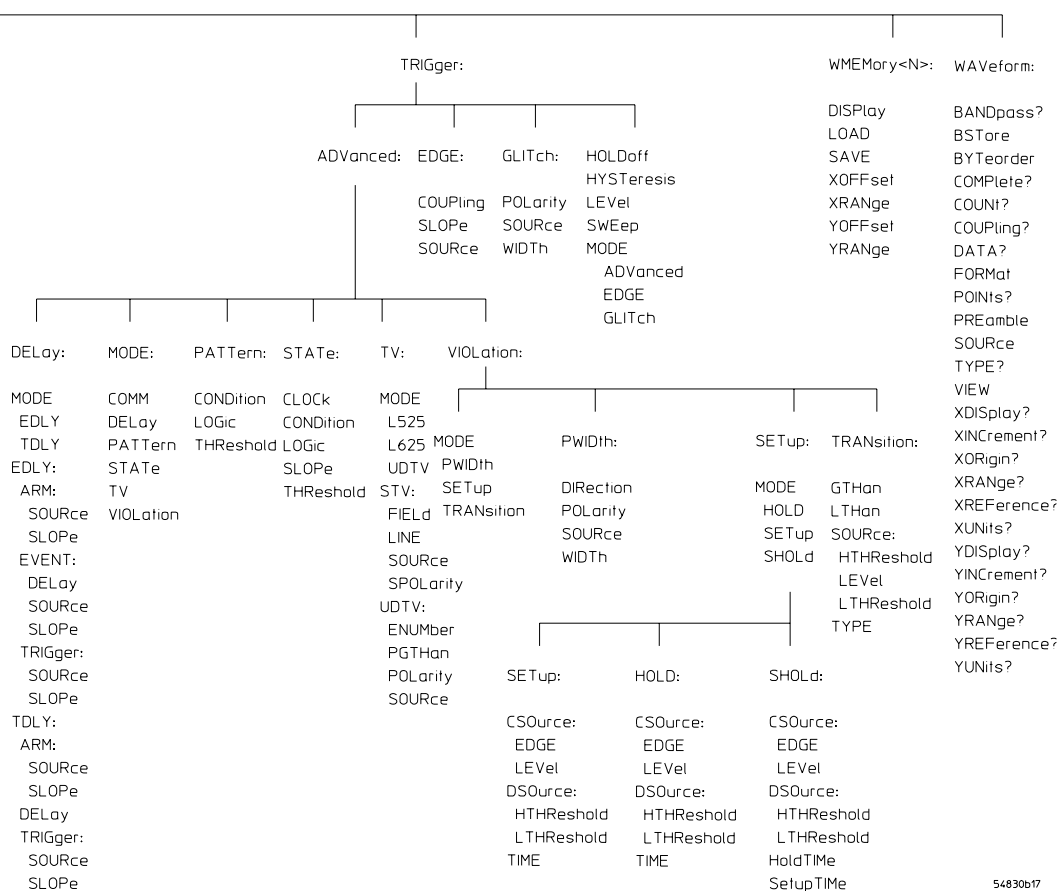 TRIGger:
WMEMory<N>:
WAVeform:
DISPlay
LOAD
SAVE
XOFFset
XRANge
YOFFset
YRANge
BANDpass?
BSTore
BYTeorder
COMPlete?
COUNt?
COUPling?
DATA?
FORMat
POINts?
PREamble
SOURce
TYPE?
VIEW
XDISplay?
XINCrement?
XORigin?
XRANge?
XREFerence?
XUNits?
YDISplay?
YINCrement?
YORigin?
YRANge?
YREFerence?
YUNits?
ADVanced:
EDGE:
COUPling
SLOPe
SOURce
GLITch:
POLarity
SOURce
WIDTh
HOLDoff
HYSTeresis
LEVel
SWEep
MODE
ADVanced
EDGE
GLITch
DELay:
MODE
EDLY
TDLY
EDLY:
ARM:
SOURce
SLOPe
EVENT:
DELay
SOURce
SLOPe
TRIGger:
SOURce
SLOPe
TDLY:
ARM:
SOURce
SLOPe
DELay
TRIGger:
SOURce
SLOPe
MODE:
COMM
DELay
PATTern
STATe
TV
VIOLation
PATTern:
CONDition
LOGic
THReshold
STATe:
CLOCk
CONDition
LOGic
SLOPe
THReshold
TV:
MODE
L525
L625
UDTV
STV:
FIELd
LINE
SOURce
SPOLarity
UDTV:
ENUMber
PGTHan
POLarity
SOURce
VIOLation:
MODE
PWIDth
SETup
TRANsition
PWIDth:
DIRection
POLarity
SOURce
WIDTh
SETup:
MODE
HOLD
SETup
SHOLd
TRANsition:
GTHan
LTHan
SOURce:
HTHReshold
LEVel
LTHReshold
TYPE
SETup:
CSOurce:
EDGE
LEVel
DSOurce:
HTHReshold
LTHReshold
TIME
HOLD:
CSOurce:
EDGE
LEVel
DSOurce:
HTHReshold
LTHReshold
TIME
SHOLd:
CSOurce:
EDGE
LEVel
DSOurce:
HTHReshold
LTHReshold
HoldTIMe
SetupTIMe
54830b17